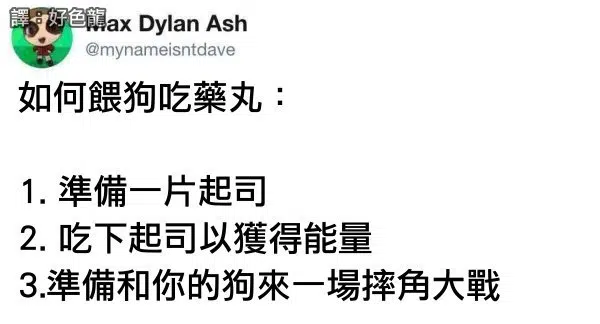 譯：好色龍
Max Dylan Ash
@mynameisntdave
如何餵狗吃藥丸：
1. 準備一片起司
2. 吃下起司以獲得能量
3.準備和你的狗來一場摔角大戰